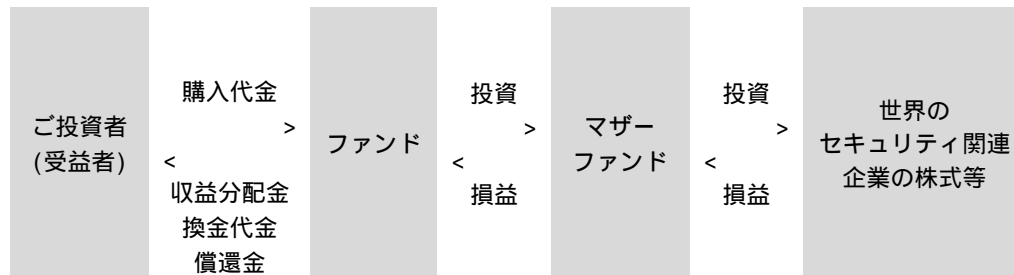 ご投資者
(受益者)
購入代金
>
<
収益分配金
換金代金
償還金
ファンド
投資
>
<
損益
マザー
ファンド
投資
>
<
損益
世界の
セキュリティ関連
企業の株式等